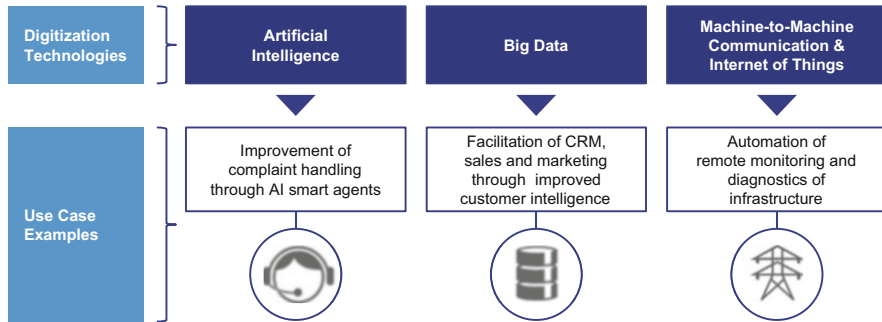 Digitization
Technologies
Artificial
Intelligence
Big Data
Machine-to-Machine
Communication &
Internet of Things
Use Case
Examples
Improvement of
complaint handling
through AI smart agents
Facilitation of CRM,
sales and marketing
through improved
customer intelligence
Automation of
remote monitoring and
diagnostics of
infrastructure